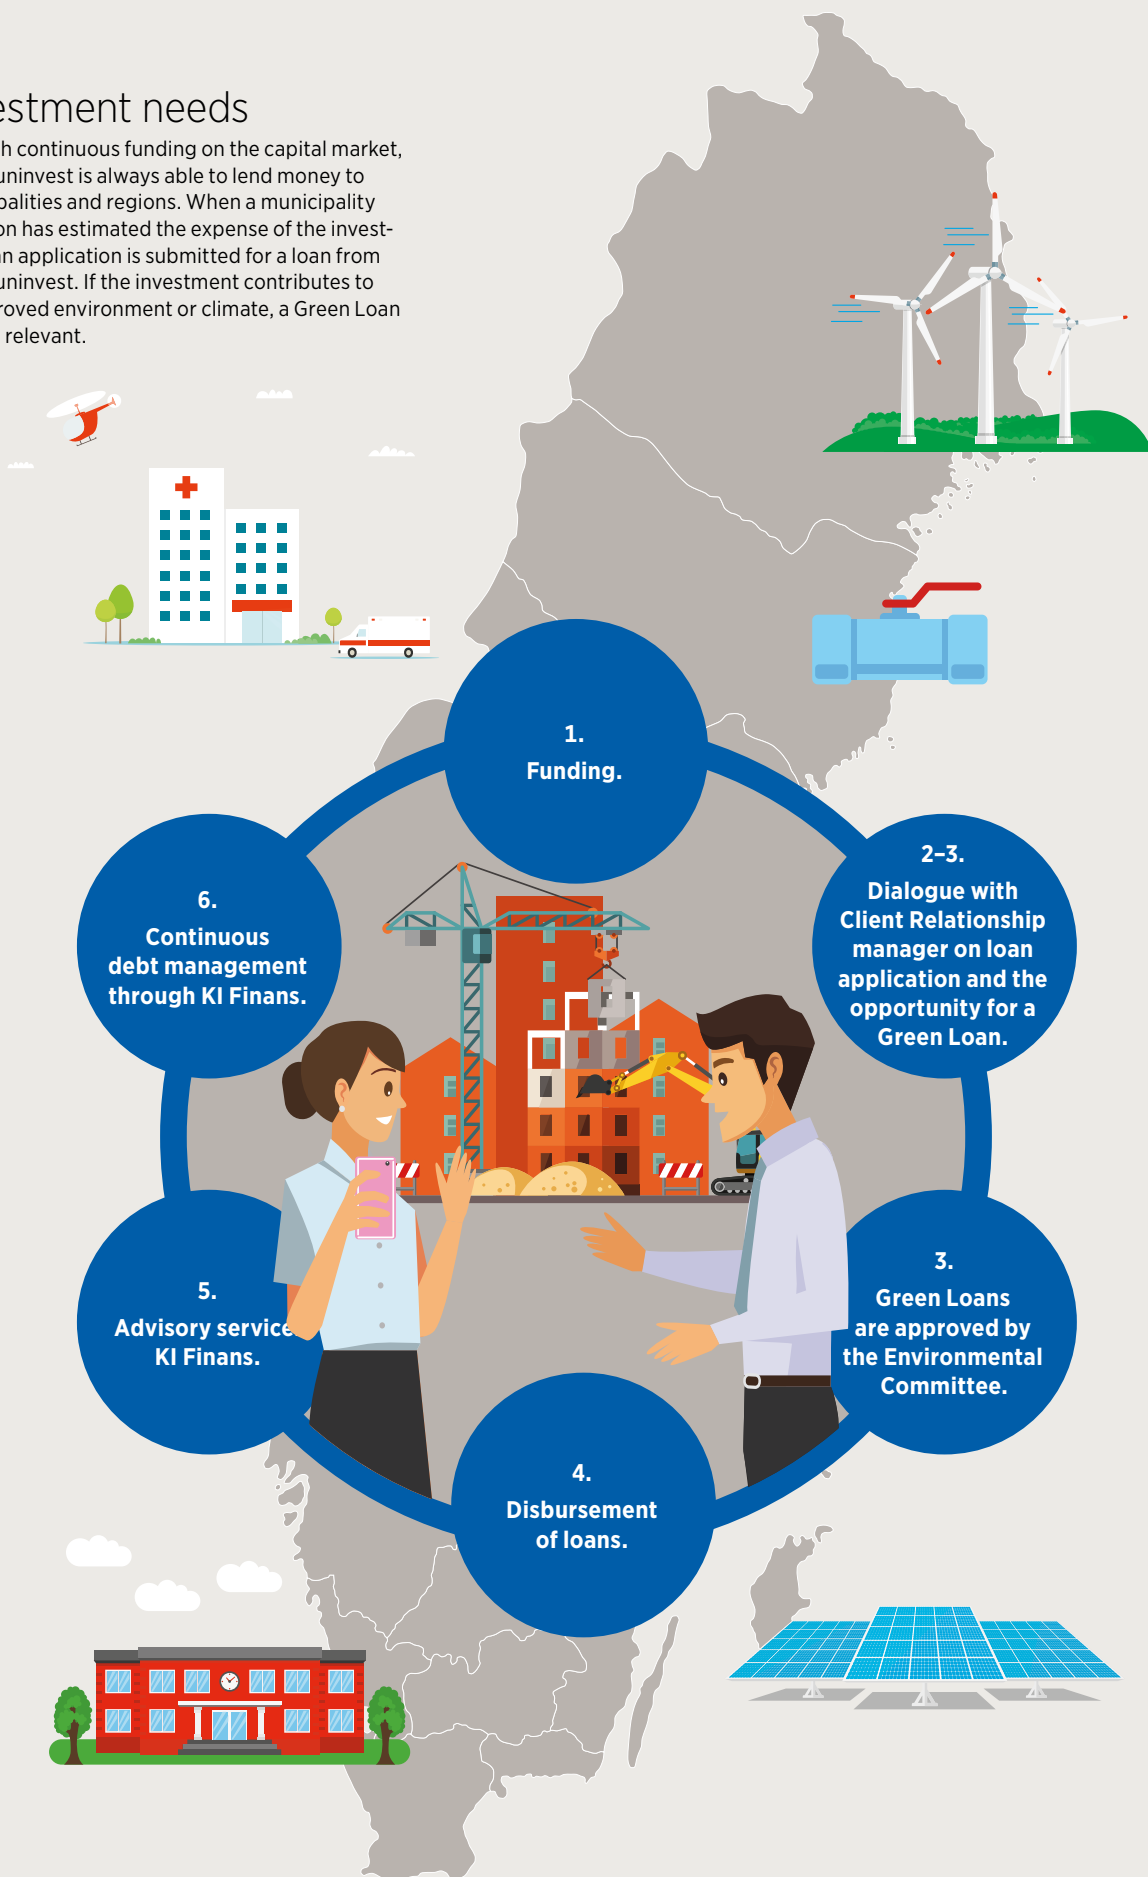 estment needs
h continuous funding on the capital market,
uninvest is always able to lend money to
palities and regions. When a municipality
on has estimated the expense of the invest-
an application is submitted for a loan from
uninvest. If the investment contributes to
roved environment or climate, a Green Loan
relevant.
1.
Funding.
2–3.
Dialogue with
Client Relationship
manager on loan
application and the
opportunity for a
Green Loan.
3.
Green Loans
are approved by
the Environmental
Committee.
4.
Disbursement
of loans.
5.
Advisory service
KI Finans.
6.
Continuous
debt management
through KI Finans.